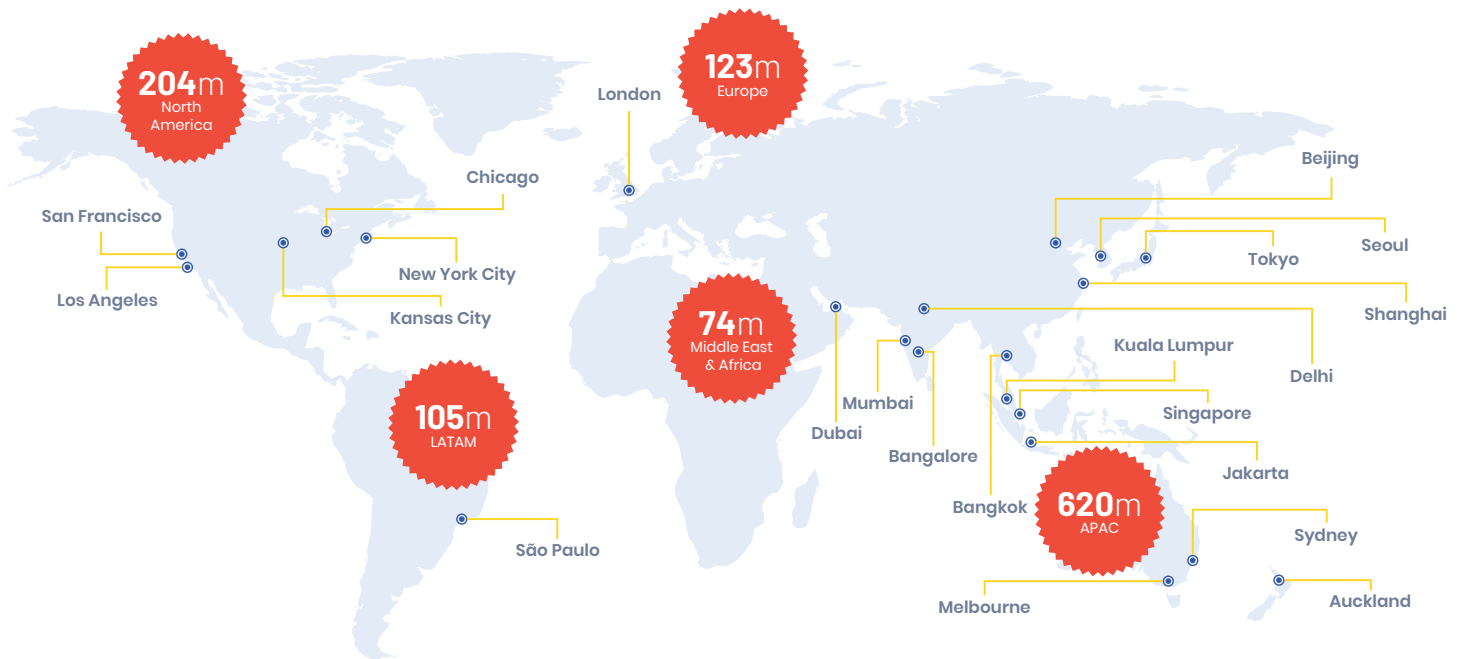 204m
North
America
123m
Europe
London
Beijing
Chicago
San Francisco
Seoul
New York City
Tokyo
Los Angeles
Kansas City
Shanghai
74m
Middle East
& Africa
Kuala Lumpur
Delhi
Mumbai
Singapore
105m
LATAM
Dubai
Bangalore
Jakarta
Bangkok
620m
APAC
Sydney
São Paulo
Melbourne
Auckland